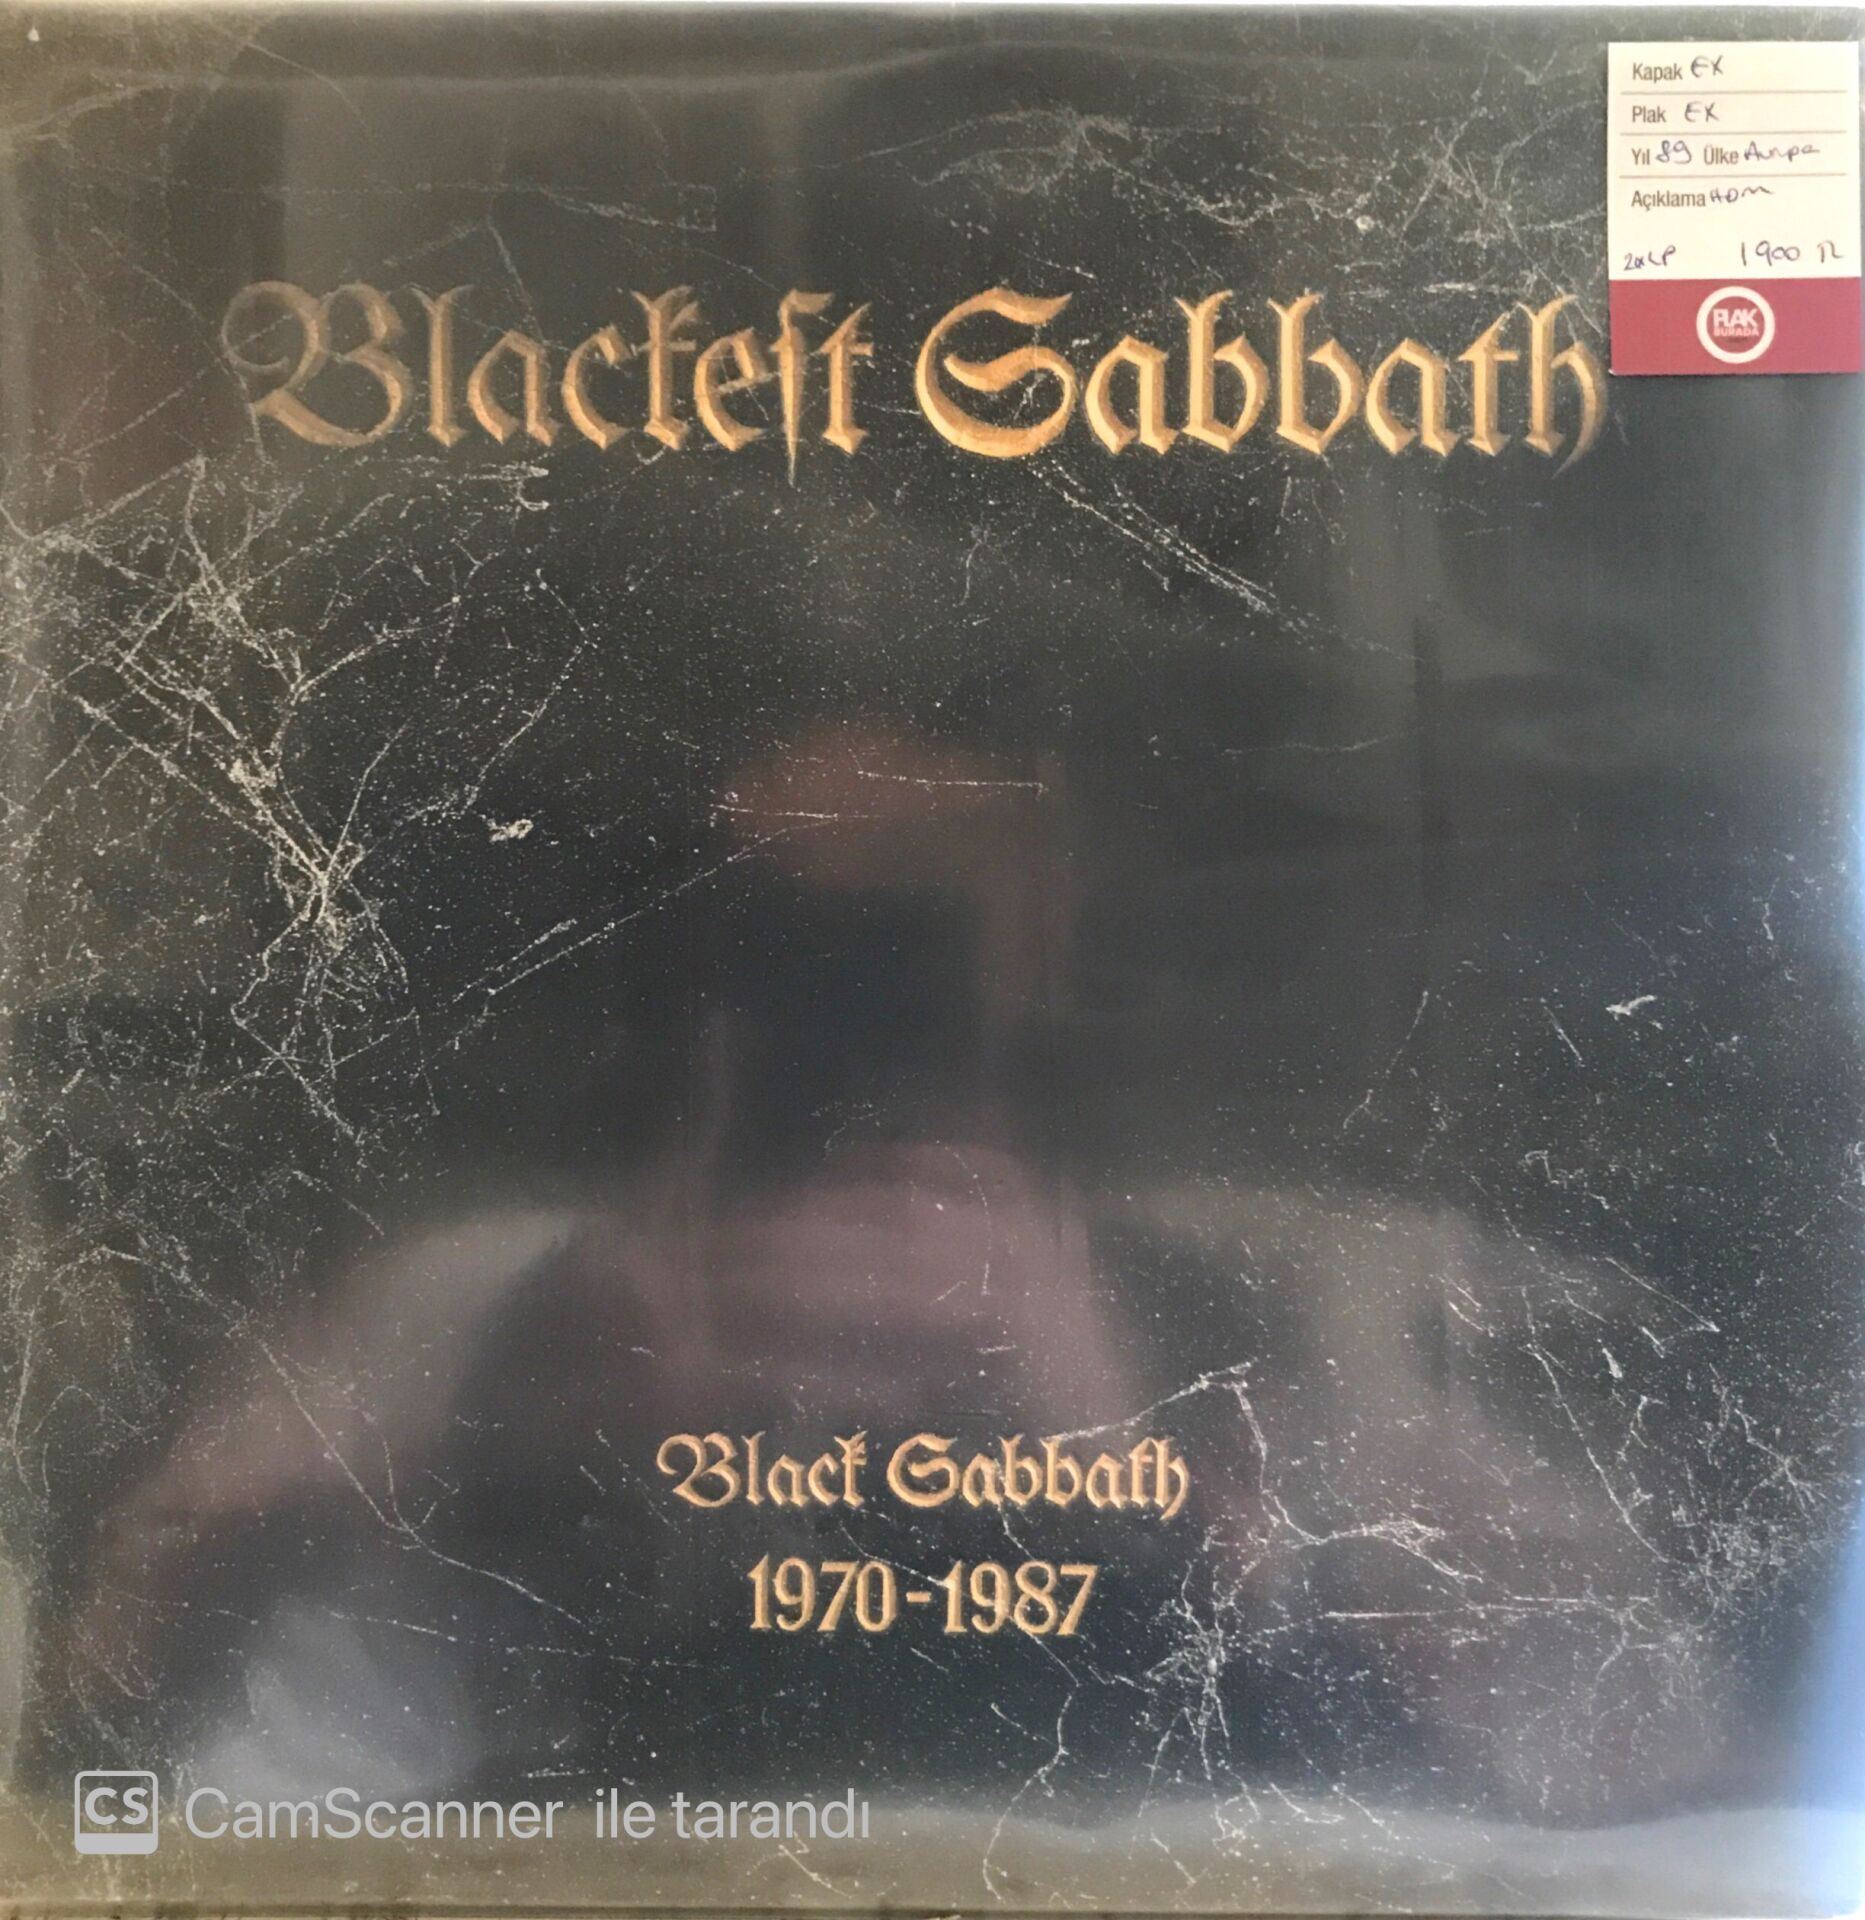 Kapak EX
Plak EX
Yıl 89 Ülke Avrupa
Açıklama
2xLP 1900 TL
PLAK
BURADA
Blackeſt Sabbath
Black Sabbath
1970-1987
CS CamScanner ile tarandı